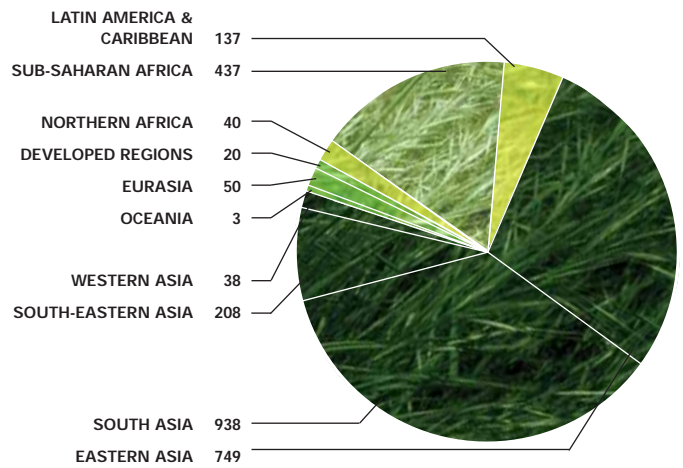 LATIN AMERICA &
CARIBBEAN 137
SUB-SAHARAN AFRICA 437
NORTHERN AFRICA 40
DEVELOPED REGIONS 20
EURASIA 50
OCEANIA 3
WESTERN ASIA 38
SOUTH-EASTERN ASIA 208
SOUTH ASIA 938
EASTERN ASIA 749